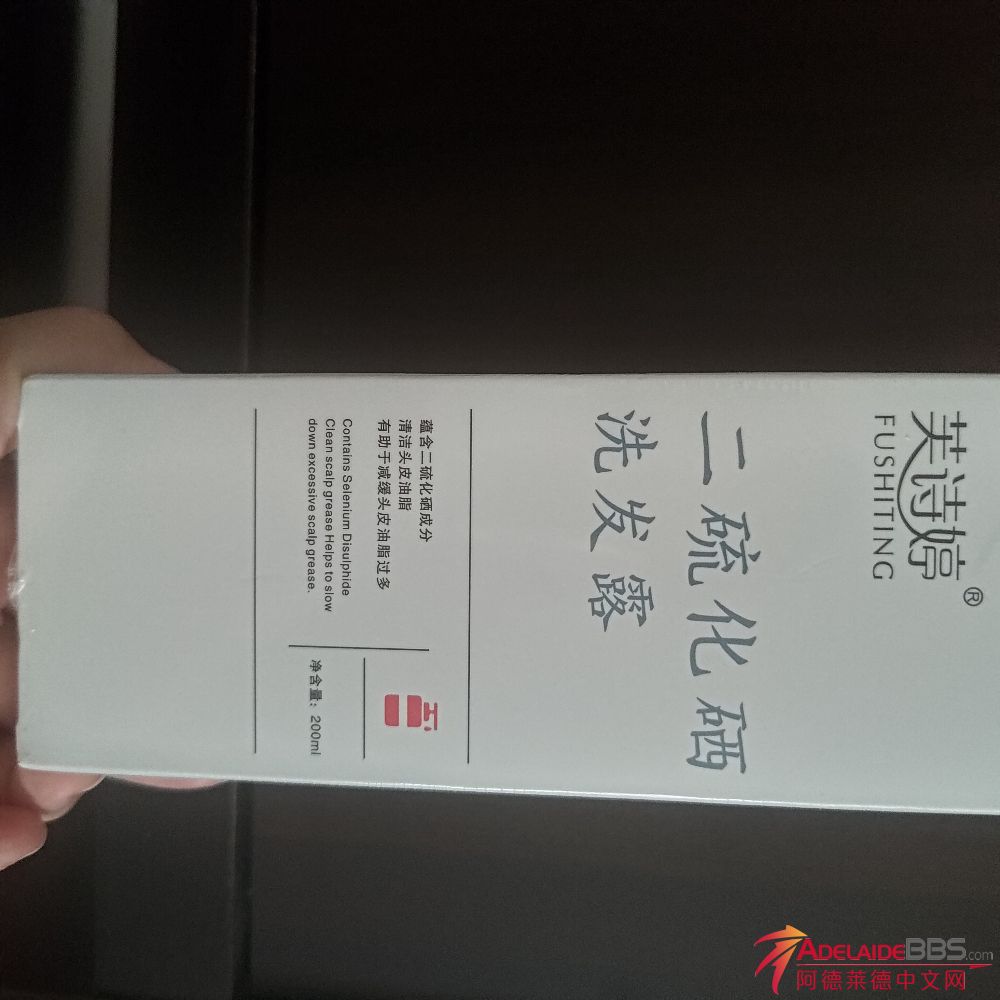 芙诗婷®
FUSHITING
二硫化硒
洗发露
蕴含二硫化硒成分
清洁头皮油脂
有助于减缓头皮油脂过多
Contains Selenium Disulphide
Clean scalp grease Helps to slow
down excessive scalp grease.
净含量：200ml
ADELAIDEBBS.com
阿德莱德中文网